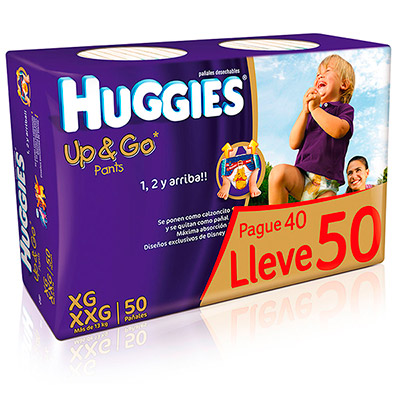 pañales desechables
HUGGIES
Up & Go*
Pants
1, 2 y arriba!!
Se ponen como calzoncito
y se quitan como pañal
Máxima absorción
Diseños exclusivos de Disney
Pague 40
Lleve 50
XG
XXG
50
Pañales
Más de 13 kg